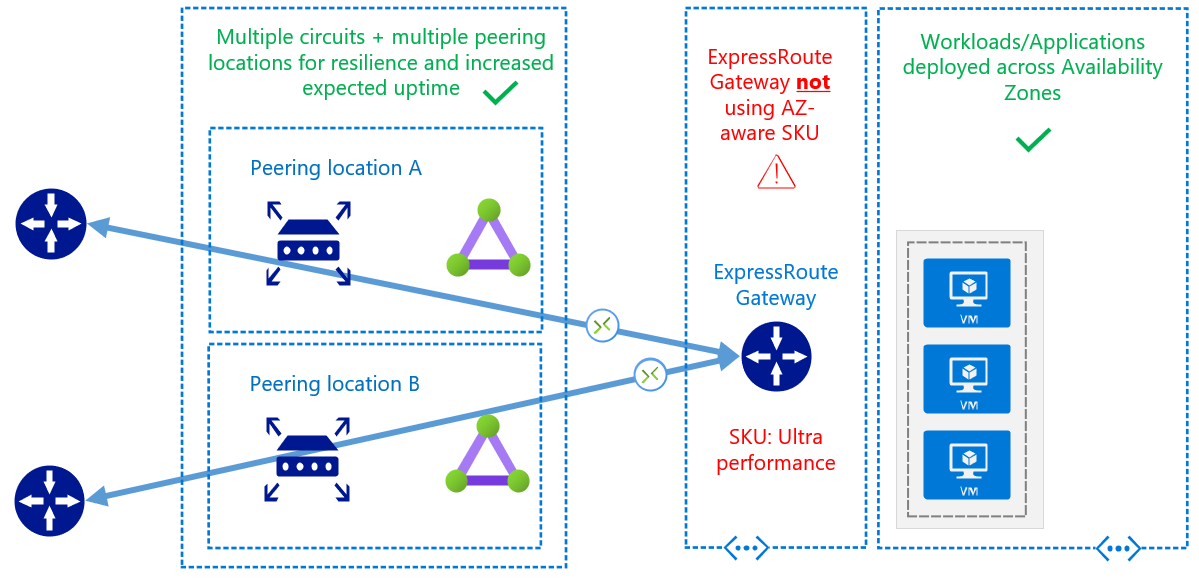 Multiple circuits + multiple peering
locations for resilience and increased
expected uptime
Peering location A
Peering location B
ExpressRoute
Gateway not
using AZ-
aware SKU
ExpressRoute
Gateway
SKU: Ultra
performance
Workloads/Applications
deployed across Availability
Zones
VM
VM
VM